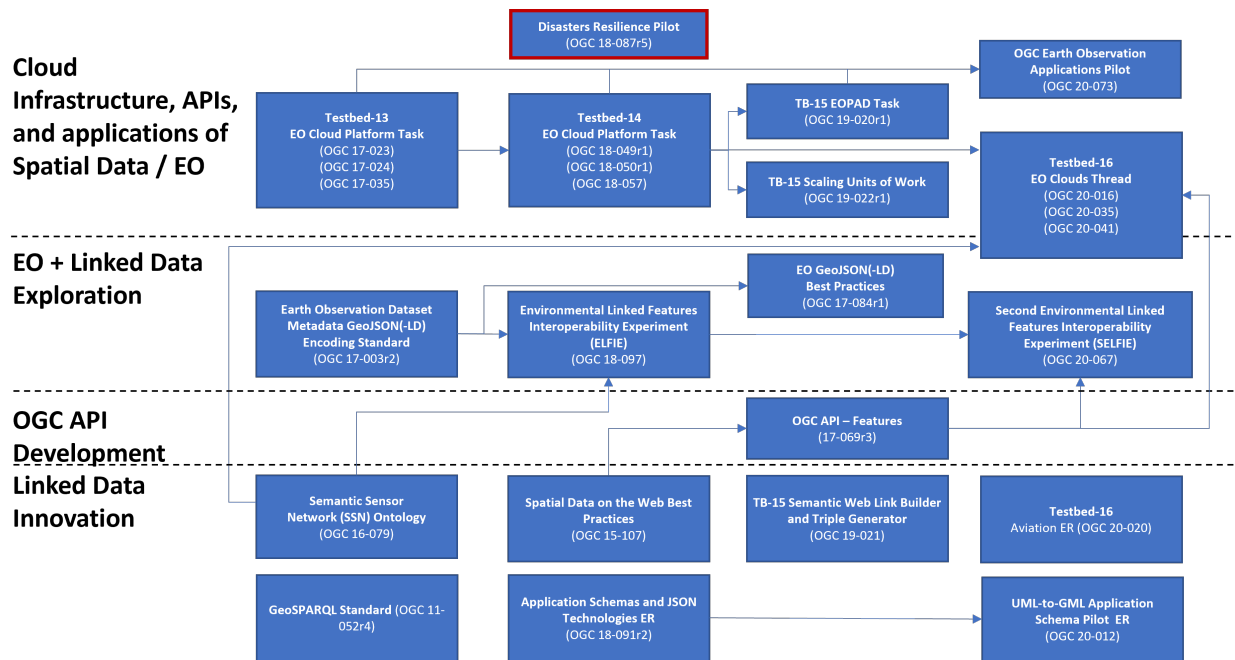 Disasters Resilience Pilot
(OGC 18-087r5)
Cloud
Infrastructure, APIs,
and applications of
Spatial Data / EO
OGC Earth Observation
Applications Pilot
(OGC 20-073)
Testbed-13
EO Cloud Platform Task
(OGC 17-023)
(OGC 17-024)
(OGC 17-035)
Testbed-14
EO Cloud Platform Task
(OGC 18-049r1)
(OGC 18-050r1)
(OGC 18-057)
TB-15 EOPAD Task
(OGC 19-020r1)
TB-15 Scaling Units of Work
(OGC 19-022r1)
Testbed-16
EO Clouds Thread
(OGC 20-016)
(OGC 20-035)
(OGC 20-041)
EO + Linked Data
Exploration
EO GeoJSON(-LD)
Best Practices
(OGC 17-084r1)
Earth Observation Dataset
Metadata GeoJSON(-LD)
Encoding Standard
(OGC 17-003r2)
Environmental Linked Features
Interoperability Experiment
(ELFIE)
(OGC 18-097)
Second Environmental Linked
Features Interoperability
Experiment (SELFIE)
(OGC 20-067)
OGC API
Development
OGC API – Features
(17-069r3)
Linked Data
Innovation
Semantic Sensor
Network (SSN) Ontology
(OGC 16-079)
Spatial Data on the Web Best
Practices
(OGC 15-107)
TB-15 Semantic Web Link Builder
and Triple Generator
(OGC 19-021)
Testbed-16
Aviation ER (OGC 20-020)
GeoSPARQL Standard (OGC 11-
052r4)
Application Schemas and JSON
Technologies ER
(OGC 18-091r2)
UML-to-GML Application
Schema Pilot ER
(OGC 20-012)